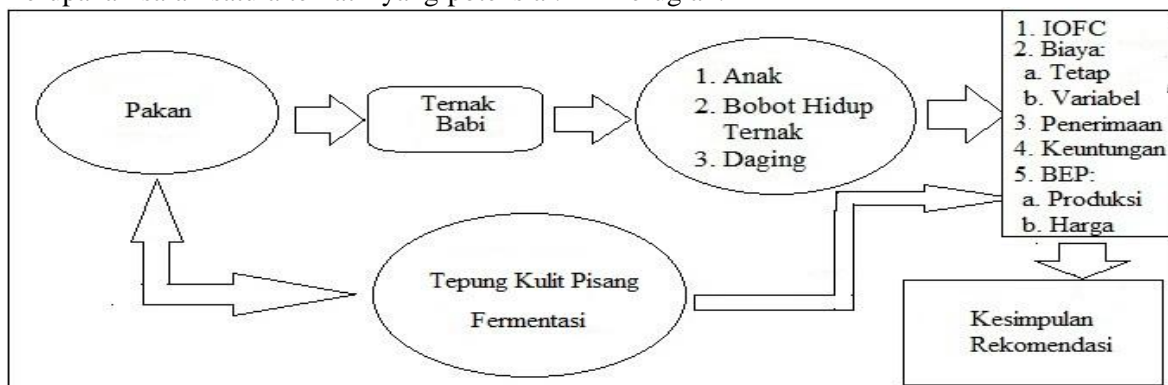 Pakan
Ternak
Babi
1. Anak
2. Bobot Hidup
Ternak
3. Daging
1. IOFC
2. Biaya:
a. Tetap
b. Variabel
3. Penerimaan
4. Keuntungan
5. BEP:
a. Produksi
b. Harga
Tepung Kulit Pisang
Fermentasi
Kesimpulan
Rekomendasi